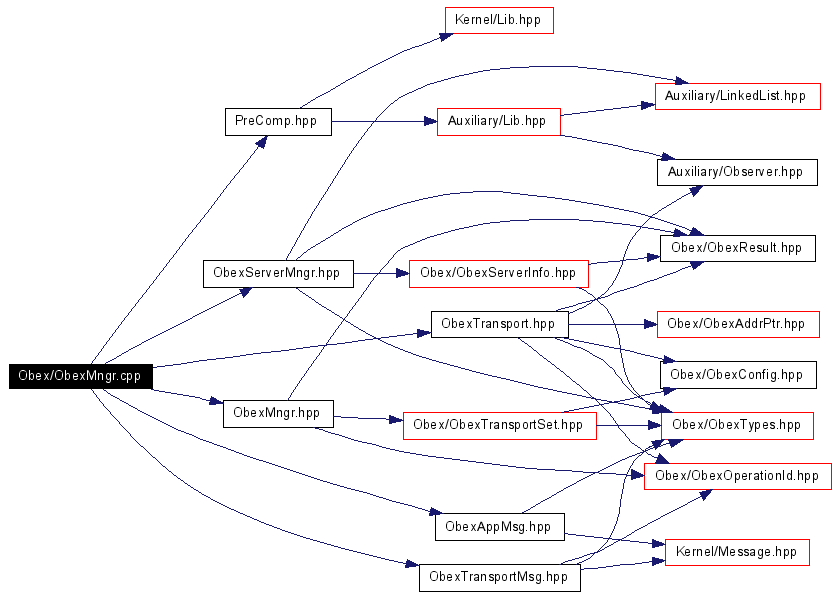 Kernel/Lib.hpp
Auxiliary/LinkedList.hpp
PreComp.hpp
Auxiliary/Lib.hpp
Auxiliary/Observer.hpp
Obex/ObexResult.hpp
ObexServerMngr.hpp
Obex/ObexServerInfo.hpp
ObexTransport.hpp
Obex/ObexAddrPtr.hpp
Obex/ObexMngr.cpp
Obex/ObexConfig.hpp
ObexMngr.hpp
Obex/ObexTransportSet.hpp
Obex/ObexTypes.hpp
Obex/ObexOperationId.hpp
ObexAppMsg.hpp
Kernel/Message.hpp
ObexTransportMsg.hpp